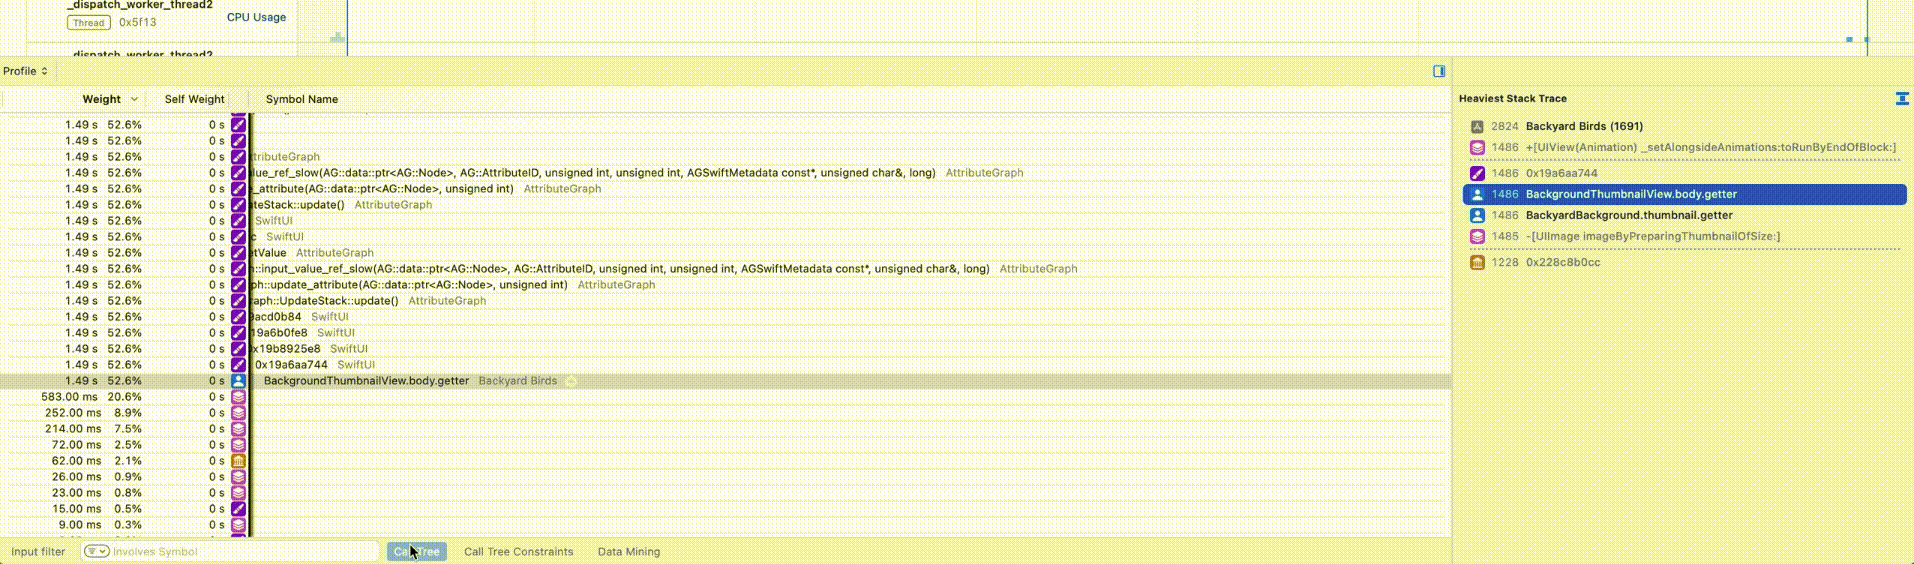 _dispatch_worker_thread2
Thread 0x5f13 CPU Usage
_dispatch_worker_thread2
Profile
Weight Self Weight Symbol Name
1.49 s 52.6% 0 s
1.49 s 52.6% 0 s
1.49 s 52.6% 0 s tributeGraph
1.49 s 52.6% 0 s lue_ref_slow(AG::data::ptr<AG::Node>, AG::AttributeID, unsigned int, unsigned int, AGSwiftMetadata const*, unsigned char&, long) AttributeGraph
1.49 s 52.6% 0 s _attribute(AG::data::ptr<AG::Node>, unsigned int) AttributeGraph
1.49 s 52.6% 0 s ateStack::update() AttributeGraph
1.49 s 52.6% 0 s SwiftUI
1.49 s 52.6% 0 s c SwiftUI
1.49 s 52.6% 0 s etValue AttributeGraph
1.49 s 52.6% 0 s ::input_value_ref_slow(AG::data::ptr<AG::Node>, AG::AttributeID, unsigned int, unsigned int, AGSwiftMetadata const*, unsigned char&, long) AttributeGraph
1.49 s 52.6% 0 s ph::update_attribute(AG::data::ptr<AG::Node>, unsigned int) AttributeGraph
1.49 s 52.6% 0 s raph::UpdateStack::update() AttributeGraph
1.49 s 52.6% 0 s 9acd0b84 SwiftUI
1.49 s 52.6% 0 s 19a6b0fe8 SwiftUI
1.49 s 52.6% 0 s x19b8925e8 SwiftUI
1.49 s 52.6% 0 s 0x19a6aa744 SwiftUI
1.49 s 52.6% 0 s BackgroundThumbnailView.body.getter Backyard Birds
583.00 ms 20.6% 0 s
252.00 ms 8.9% 0 s
214.00 ms 7.5% 0 s
72.00 ms 2.5% 0 s
62.00 ms 2.1% 0 s
26.00 ms 0.9% 0 s
23.00 ms 0.8% 0 s
15.00 ms 0.5% 0 s
9.00 ms 0.3% 0 s
Input filter Involves Symbol Call Tree Call Tree Constraints Data Mining
Heaviest Stack Trace
2824 Backyard Birds (1691)
1486 +[UIView(Animation) _setAlongsideAnimations:toRunByEndOfBlock:]
1486 0x19a6aa744
1486 BackgroundThumbnailView.body.getter
1486 BackyardBackground.thumbnail.getter
1485 -[UIImage imageByPreparingThumbnailOfSize:]
1228 0x228c8b0cc